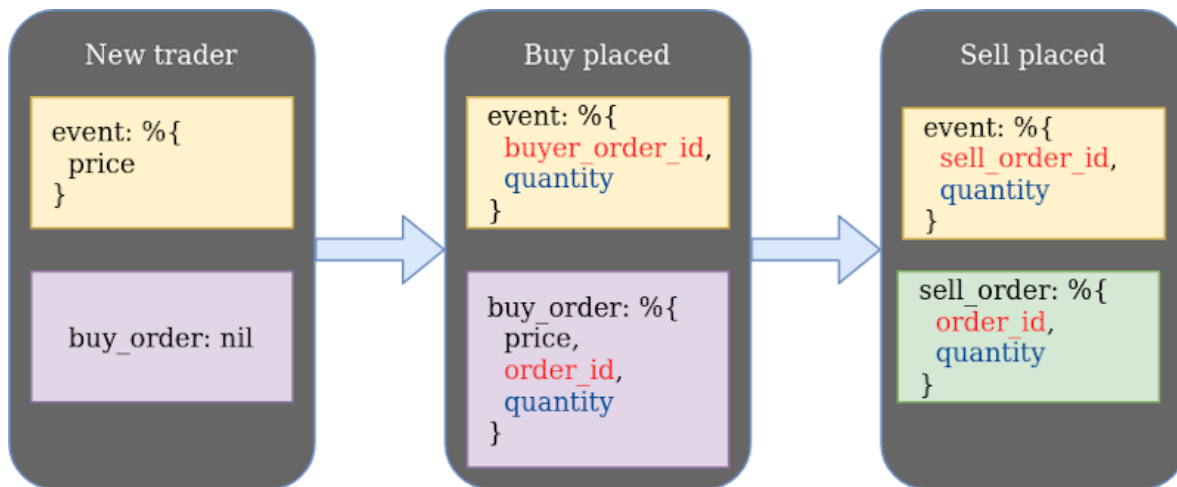 New trader
event: %{
price
}
buy_order: nil
Buy placed
event: %{
buyer_order_id,
quantity
}
buy_order: %{
price,
order_id,
quantity
}
Sell placed
event: %{
sell_order_id,
quantity
}
sell_order: %{
order_id,
quantity
}